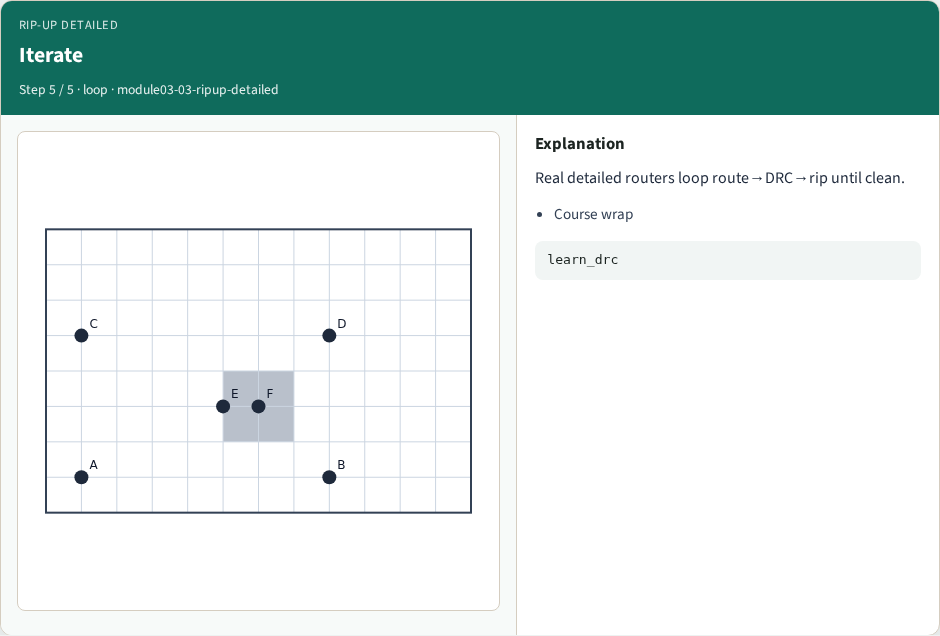 RIP-UP DETAILED
Iterate
Step 5 / 5 · loop · module03-03-ripup-detailed
C
D
E
F
A
B
Explanation
Real detailed routers loop route→DRC→rip until clean.
• Course wrap
learn_drc